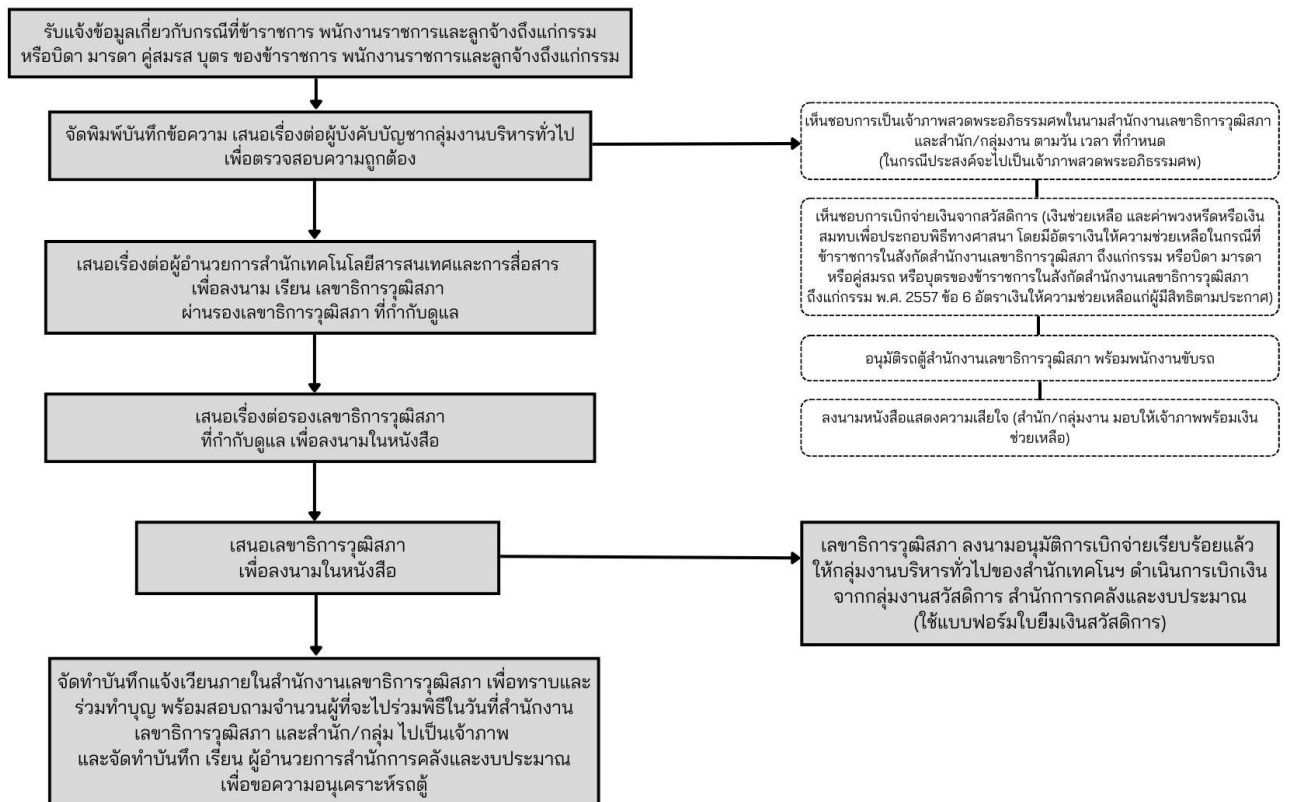 รับแจ้งข้อมูลเกี่ยวกับกรณีที่ข้าราชการ พนักงานราชการและลูกจ้างถึงแก่กรรม
หรือบิดา มารดา คู่สมรส บุตร ของข้าราชการ พนักงานราชการและลูกจ้างถึงแก่กรรม
จัดพิมพ์บันทึกข้อความ เสนอเรื่องต่อผู้บังคับบัญชากลุ่มงานบริหารทั่วไป
เพื่อตรวจสอบความถูกต้อง
เห็นชอบการเป็นเจ้าภาพสวดพระอภิธรรมศพในนามสำนักงานเลขาธิการวุฒิสภา
และสำนัก/กลุ่มงาน ตามวัน เวลา ที่กำหนด
(ในกรณีประสงค์จะไปเป็นเจ้าภาพสวดพระอภิธรรมศพ)
เห็นชอบการเบิกจ่ายเงินจากสวัสดิการ (เงินช่วยเหลือ และค่าพวงหรีดหรือเงิน
สมทบเพื่อประกอบพิธีทางศาสนา โดยมีอัตราเงินให้ความช่วยเหลือในกรณีที่
ข้าราชการในสังกัดสำนักงานเลขาธิการวุฒิสภา ถึงแก่กรรม หรือบิดา มารดา
หรือคู่สมรถ หรือบุตรของข้าราชการในสังกัดสำนักงานเลขาธิการวุฒิสภา
ถึงแก่กรรม พ.ศ. 2557 ข้อ 6 อัตราเงินให้ความช่วยเหลือแก่ผู้มีสิทธิตามประกาศ)
อนุมัติรถตู้สำนักงานเลขาธิการวุฒิสภา พร้อมพนักงานขับรถ
ลงนามหนังสือแสดงความเสียใจ (สำนัก/กลุ่มงาน มอบให้เจ้าภาพพร้อมเงิน
ช่วยเหลือ)
เสนอเรื่องต่อผู้อำนวยการสำนักเทคโนโลยีสารสนเทศและการสื่อสาร
เพื่อลงนาม เรียน เลขาธิการวุฒิสภา
ผ่านรองเลขาธิการวุฒิสภา ที่กำกับดูแล
เสนอเรื่องต่อรองเลขาธิการวุฒิสภา
ที่กำกับดูแล เพื่อลงนามในหนังสือ
เสนอเลขาธิการวุฒิสภา
เพื่อลงนามในหนังสือ
เลขาธิการวุฒิสภา ลงนามอนุมัติการเบิกจ่ายเรียบร้อยแล้ว
ให้กลุ่มงานบริหารทั่วไปของสำนักเทคโนฯ ดำเนินการเบิกเงิน
จากกลุ่มงานสวัสดิการ สำนักการกคลังและงบประมาณ
(ใช้แบบฟอร์มใบยืมเงินสวัสดิการ)
จัดทำบันทึกแจ้งเวียนภายในสำนักงานเลขาธิการวุฒิสภา เพื่อทราบและ
ร่วมทำบุญ พร้อมสอบถามจำนวนผู้ที่จะไปร่วมพิธีในวันที่สำนักงาน
เลขาธิการวุฒิสภา และสำนัก/กลุ่ม ไปเป็นเจ้าภาพ
และจัดทำบันทึก เรียน ผู้อำนวยการสำนักการคลังและงบประมาณ
เพื่อขอความอนุเคราะห์รถตู้